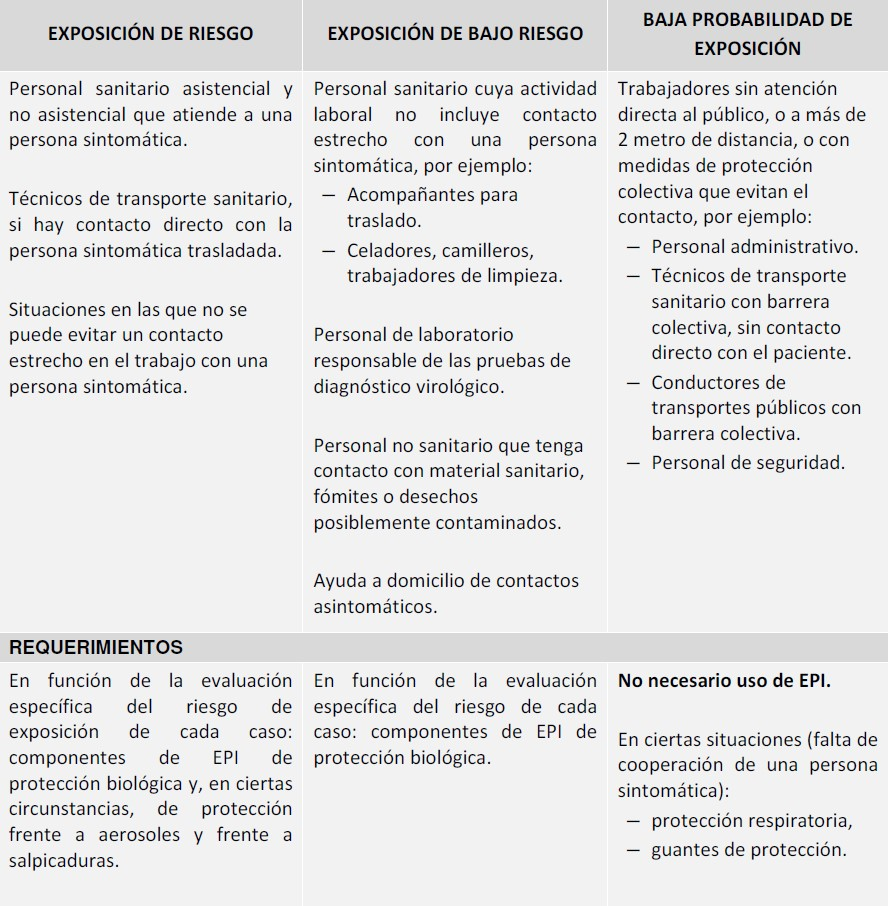 EXPOSICIÓN DE RIESGO
EXPOSICIÓN DE BAJO RIESGO
BAJA PROBABILIDAD DE
EXPOSICIÓN
Personal sanitario asistencial y
no asistencial que atiende a una
persona sintomática.
Técnicos de transporte sanitario,
si hay contacto directo con la
persona sintomática trasladada.
Situaciones en las que no se
puede evitar un contacto
estrecho en el trabajo con una
persona sintomática.
Personal sanitario cuya actividad
laboral no incluye contacto
estrecho con una persona
sintomática, por ejemplo:
— Acompañantes para
traslado.
— Celadores, camilleros,
trabajadores de limpieza.
Personal de laboratorio
responsable de las pruebas de
diagnóstico virológico.
Personal no sanitario que tenga
contacto con material sanitario,
fómites o desechos
posiblemente contaminados.
Ayuda a domicilio de contactos
asintomáticos.
Trabajadores sin atención
directa al público, o a más de
2 metro de distancia, o con
medidas de protección
colectiva que evitan el
contacto, por ejemplo:
— Personal administrativo.
— Técnicos de transporte
sanitario con barrera
colectiva, sin contacto
directo con el paciente.
— Conductores de
transportes públicos con
barrera colectiva.
— Personal de seguridad.
REQUERIMIENTOS
En función de la evaluación
específica del riesgo de
exposición de cada caso:
componentes de EPI de
protección biológica y, en ciertas
circunstancias, de protección
frente a aerosoles y frente a
salpicaduras.
En función de la evaluación
específica del riesgo de cada
caso: componentes de EPI de
protección biológica.
No necesario uso de EPI.
En ciertas situaciones (falta de
cooperación de una persona
sintomática):
— protección respiratoria,
— guantes de protección.